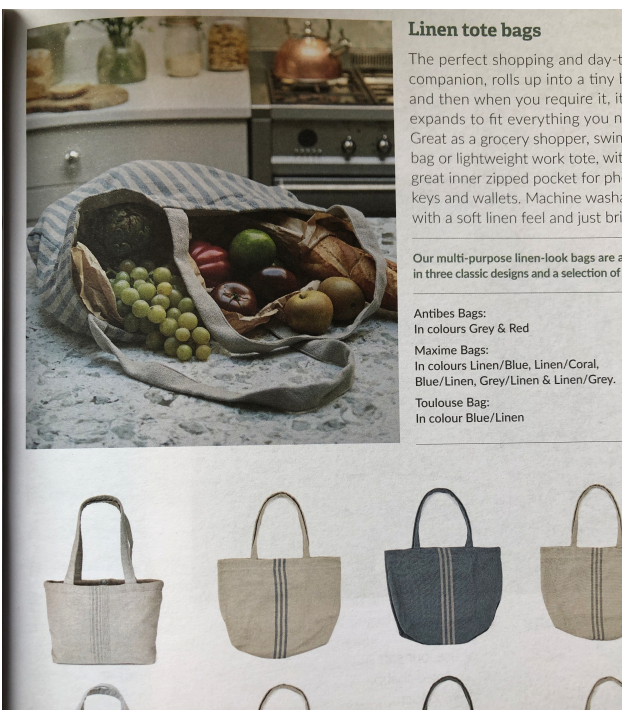 Linen tote bags
The perfect shopping and day-t
companion, rolls up into a tiny b
and then when you require it, it
expands to fit everything you n
Great as a grocery shopper, swim
bag or lightweight work tote, wit
great inner zipped pocket for ph
keys and wallets. Machine washa
with a soft linen feel and just bri
Our multi-purpose linen-look bags are a
in three classic designs and a selection of
Antibes Bags:
In colours Grey & Red
Maxime Bags:
In colours Linen/Blue, Linen/Coral,
Blue/Linen, Grey/Linen & Linen/Grey.
Toulouse Bag:
In colour Blue/Linen